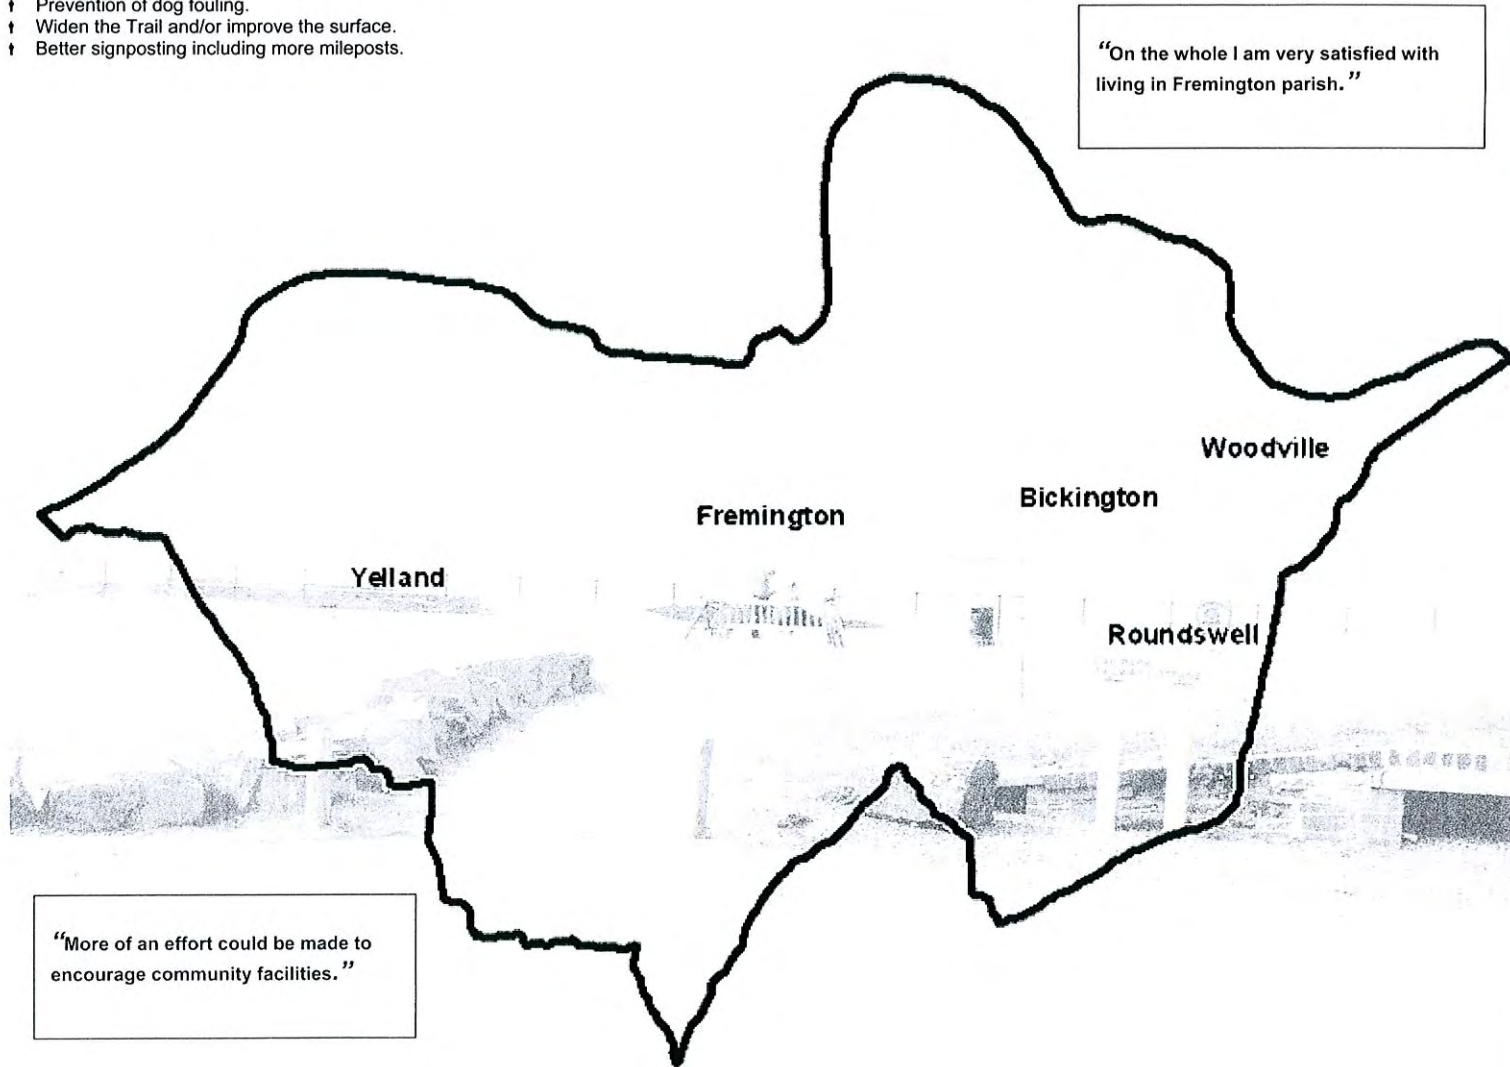 Prevention of dog fouling.
Widen the Trail and/or improve the surface.
Better signposting including more mileposts.
“On the whole I am very satisfied with
living in Fremington parish.”
Woodville
Bickington
Fremington
Yelland
Roundswell
“More of an effort could be made to
encourage community facilities.”